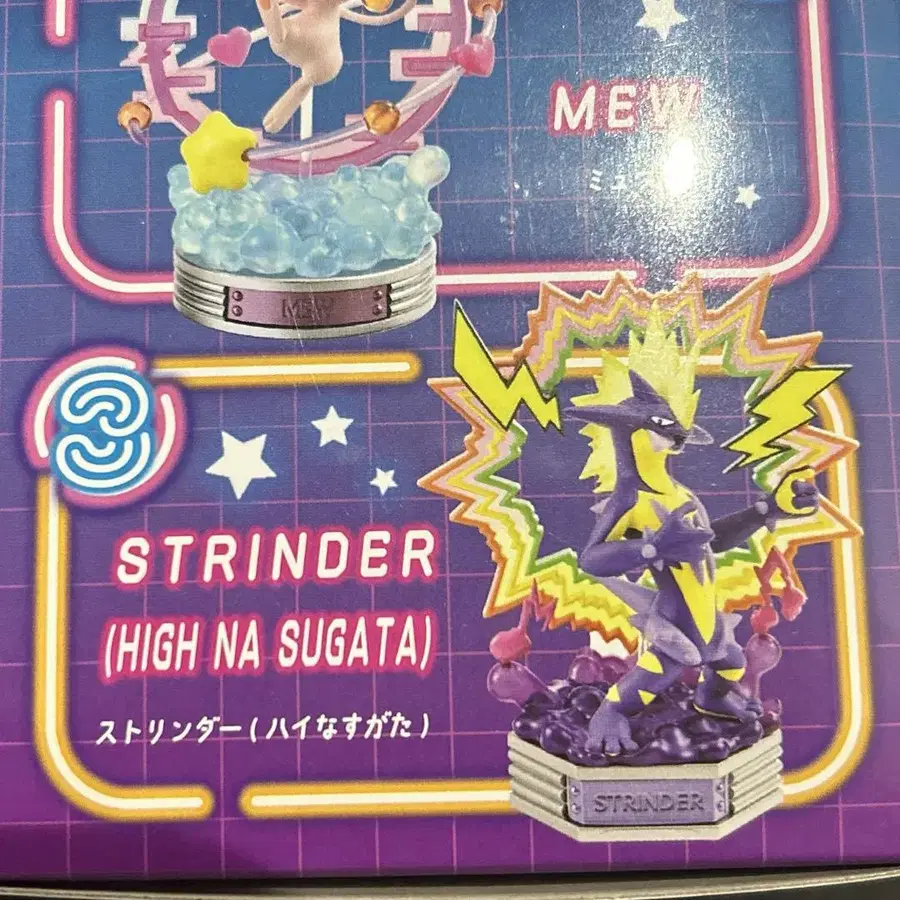 MEW
ミュ
MEW
3
STRINDER
(HIGH NA SUGATA)
ストリンダー(ハイなすがた)
STRINDER